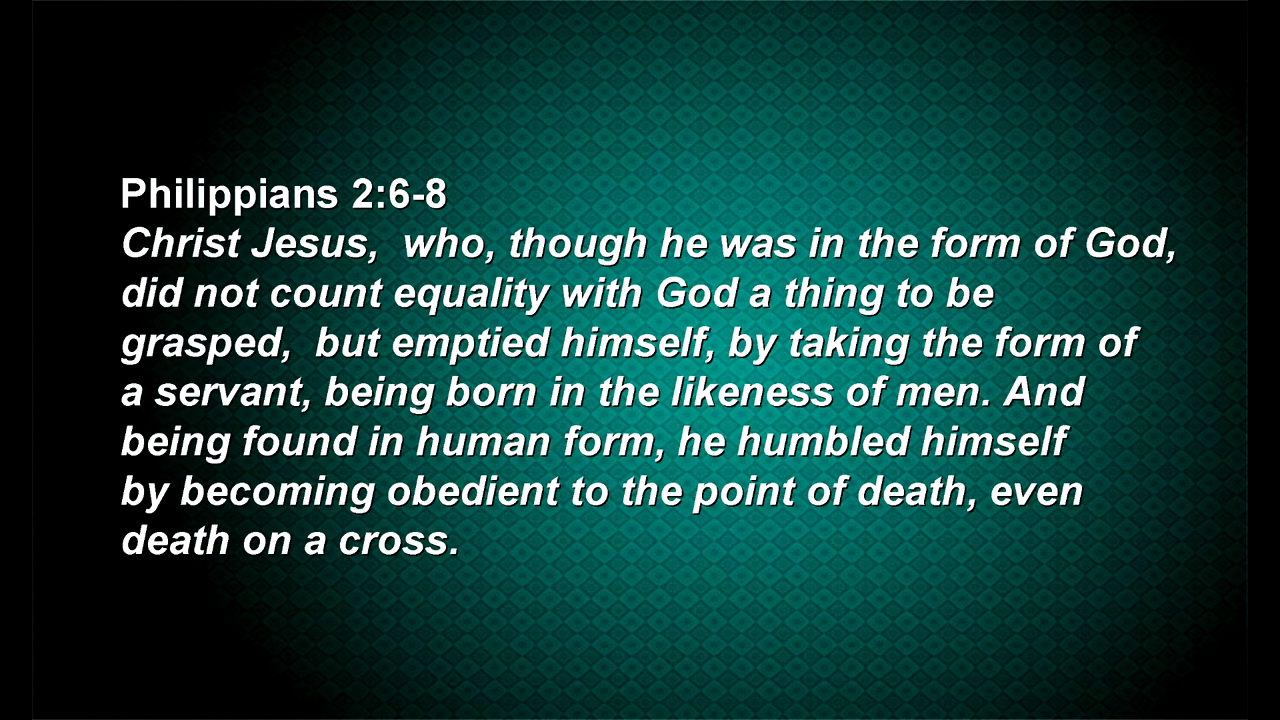 Philippians 2:6-8
Christ Jesus,  who, though he was in the form of God,
did not count equality with God a thing to be
grasped,  but emptied himself, by taking the form of
a servant, being born in the likeness of men. And
being found in human form, he humbled himself
by becoming obedient to the point of death, even
death on a cross.